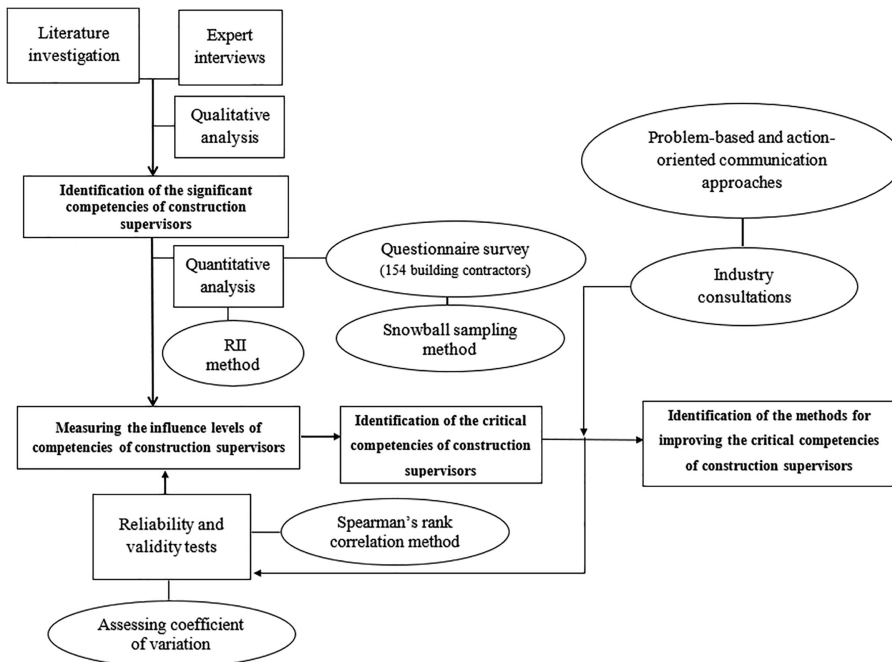 Literature
investigation
Expert
interviews
Qualitative
analysis
Identification of the significant
competencies of construction
supervisors
Quantitative
analysis
RII
method
Questionnaire survey
(154 building contractors)
Snowball sampling
method
Problem-based and action-
oriented communication
approaches
Industry
consultations
Measuring the influence levels of
competencies of construction supervisors
Identification of the critical
competencies of construction
supervisors
Identification of the methods for
improving the critical competencies
of construction supervisors
Reliability and
validity tests
Spearman’s rank
correlation method
Assessing coefficient
of variation